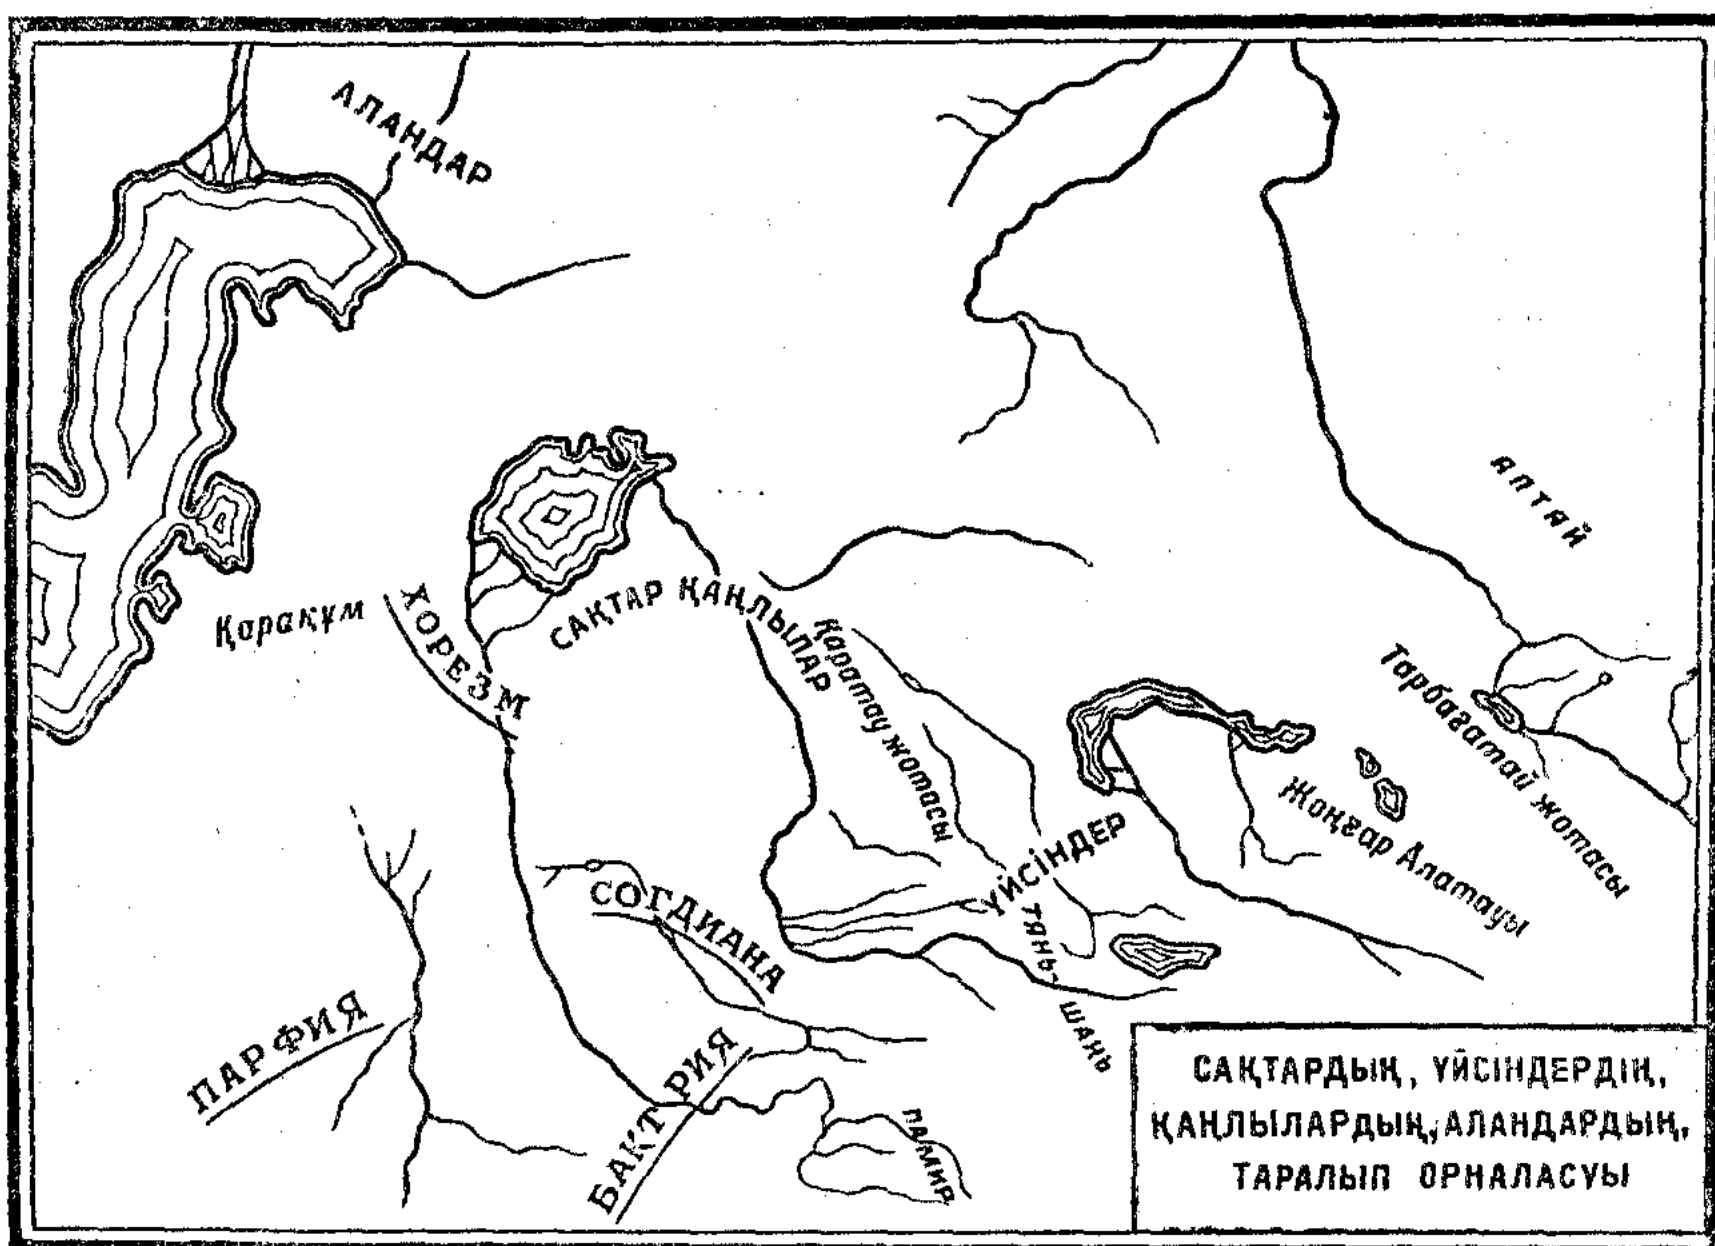 АЛАНДАР
АЛТАЙ
Қарақұм
ХОРЕЗМ
САҚТАР ҚАҢЛЫЛАР
Қаратау жотасы
Тарбағатай жотасы
Жоңғар Алатауы
ҮЙСІНДЕР
СОГДИАНА
ТЯНЬ-ШАНЬ
ПАРФИЯ
БАКТРИЯ
ПАМИР
САҚТАРДЫҢ, ҮЙСІНДЕРДІҢ,
ҚАҢЛЫЛАРДЫҢ, АЛАНДАРДЫҢ,
ТАРАЛЫП ОРНАЛАСУЫ